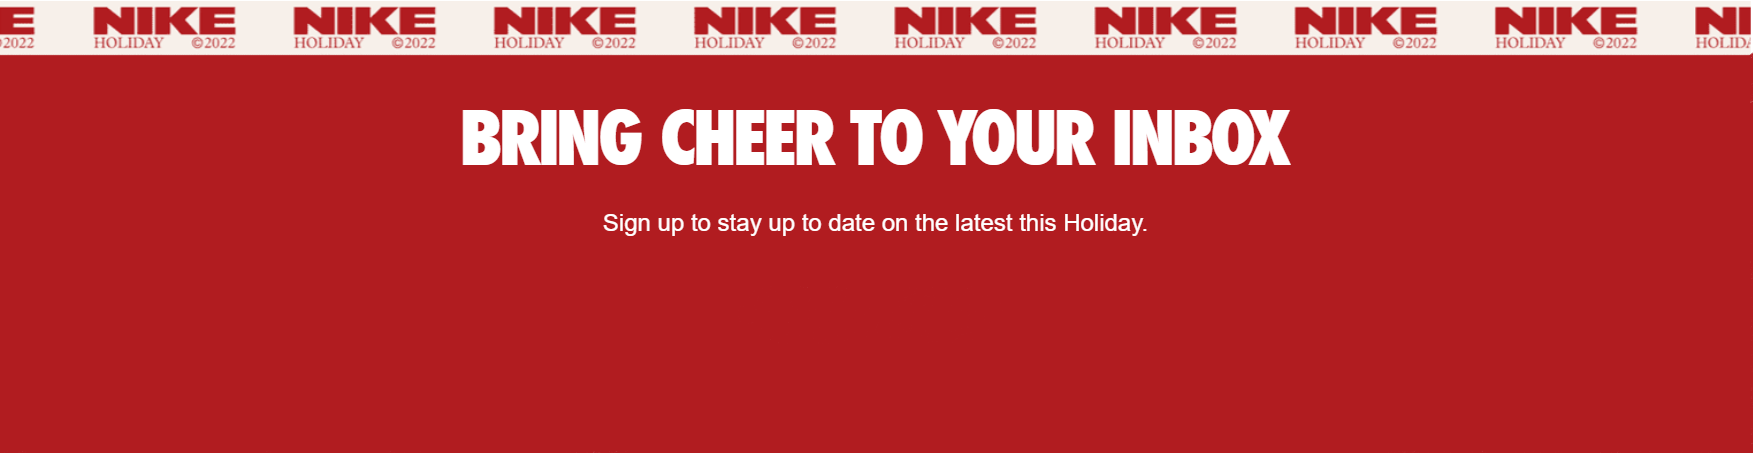 E NIKE NIKE NIKE NIKE NIKE NIKE NIKE NIKE NI
©2022 HOLIDAY ©2022 HOLIDAY ©2022 HOLIDAY ©2022 HOLIDAY ©2022 HOLIDAY ©2022 HOLIDAY ©2022 HOLIDAY ©2022 HOLIDAY ©2022 HOLIDA
BRING CHEER TO YOUR INBOX
Sign up to stay up to date on the latest this Holiday.